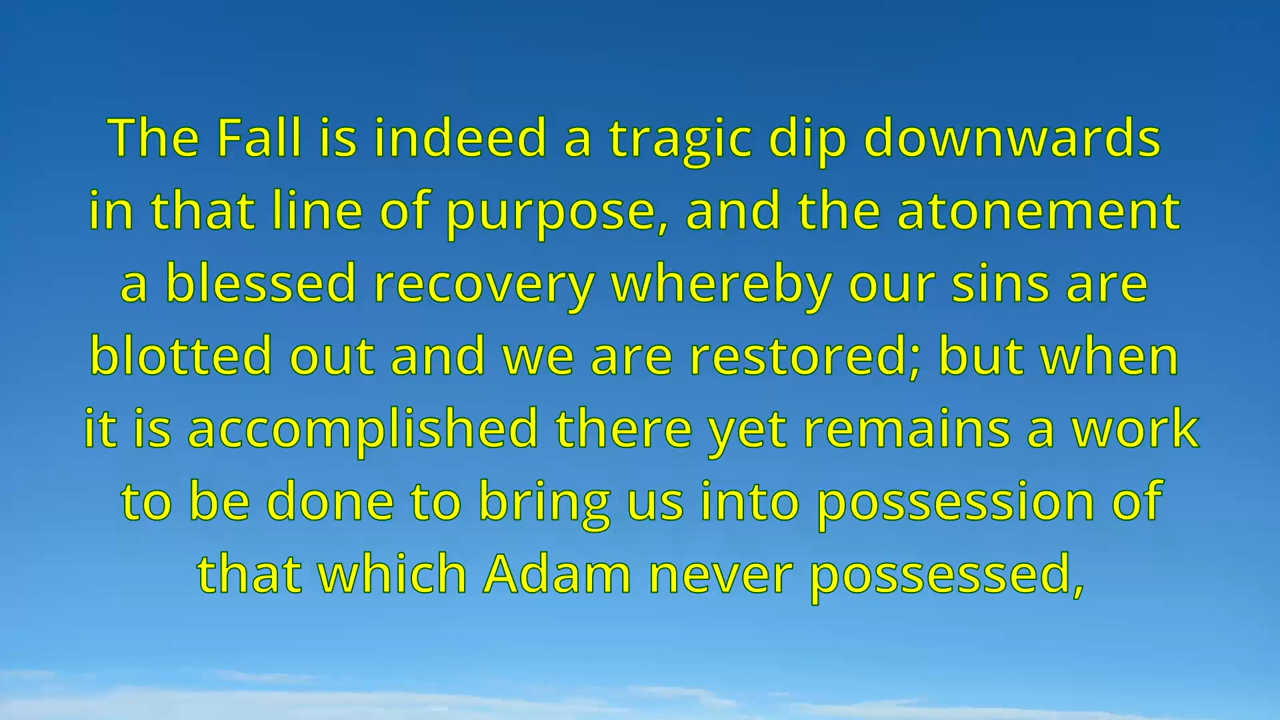 The Fall is indeed a tragic dip downwards
in that line of purpose, and the atonement
a blessed recovery whereby our sins are
blotted out and we are restored; but when
it is accomplished there yet remains a work
to be done to bring us into possession of
that which Adam never possessed,